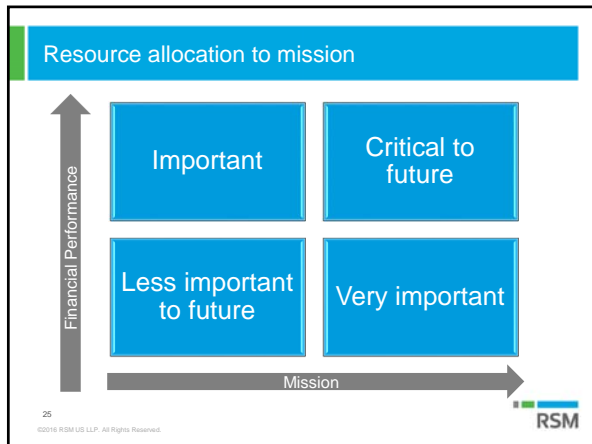 Resource allocation to mission
Financial Performance
Important
Critical to
future
Less important
to future
Very important
Mission
25
©2016 RSM US LLP. All Rights Reserved.
RSM